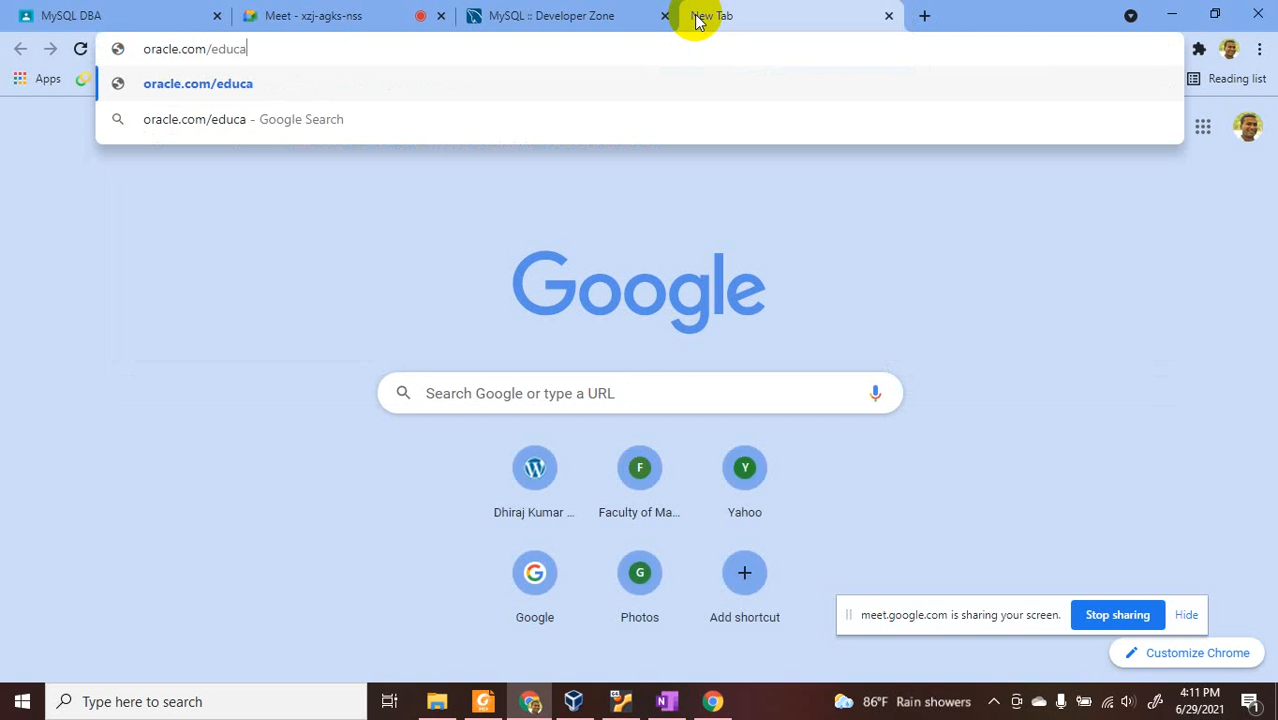 MySQL DBA
Meet - xzj-agks-nss
MySQL :: Developer Zone
New Tab
oracle.com/educa
Apps
Reading list
oracle.com/educa
oracle.com/educa - Google Search
Google
Search Google or type a URL
Dhiraj Kumar ...
F
Faculty of Ma...
Y
Yahoo
Google
G
Photos
Add shortcut
meet.google.com is sharing your screen.
Stop sharing
Hide
Customize Chrome
Type here to search
86°F Rain showers
4:11 PM
6/29/2021
1